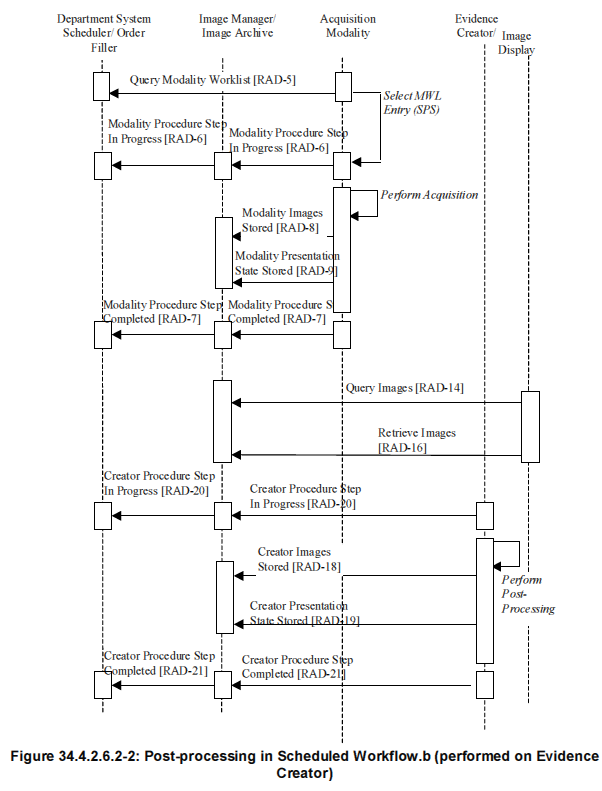 Department System
Scheduler/ Order
Filler
Image Manager/
Image Archive
Acquisition
Modality
Evidence
Creator/
Image
Display
Query Modality Worklist [RAD-5]
Select MWL
Entry (SPS)
Modality Procedure Step
In Progress [RAD-6]
Modality Procedure Step
In Progress [RAD-6]
Perform Acquisition
Modality Images
Stored [RAD-8]
Modality Presentation
State Stored [RAD-9]
Modality Procedure Step
Completed [RAD-7]
Modality Procedure S
Completed [RAD-7]
Query Images [RAD-14]
Retrieve Images
[RAD-16]
Creator Procedure Step
In Progress [RAD-20]
Creator Procedure Step
In Progress [RAD-20]
Creator Images
Stored [RAD-18]
Perform
Post-
Processing
Creator Presentation
State Stored [RAD-19]
Creator Procedure Step
Completed [RAD-21]
Creator Procedure Step
Completed [RAD-21]
Figure 34.4.2.6.2-2: Post-processing in Scheduled Workflow.b (performed on Evidence
Creator)